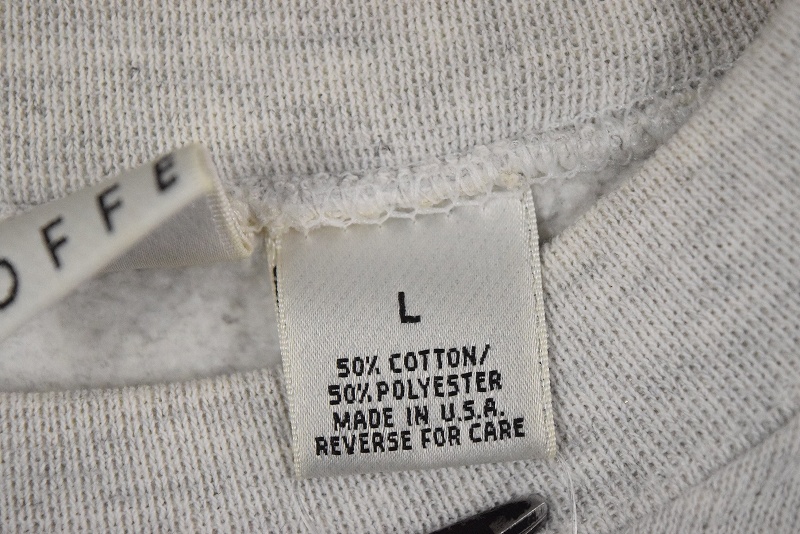 OFFE
L
50% COTTON/
50% POLYESTER
MADE IN U.S.A.
REVERSE FOR CARE